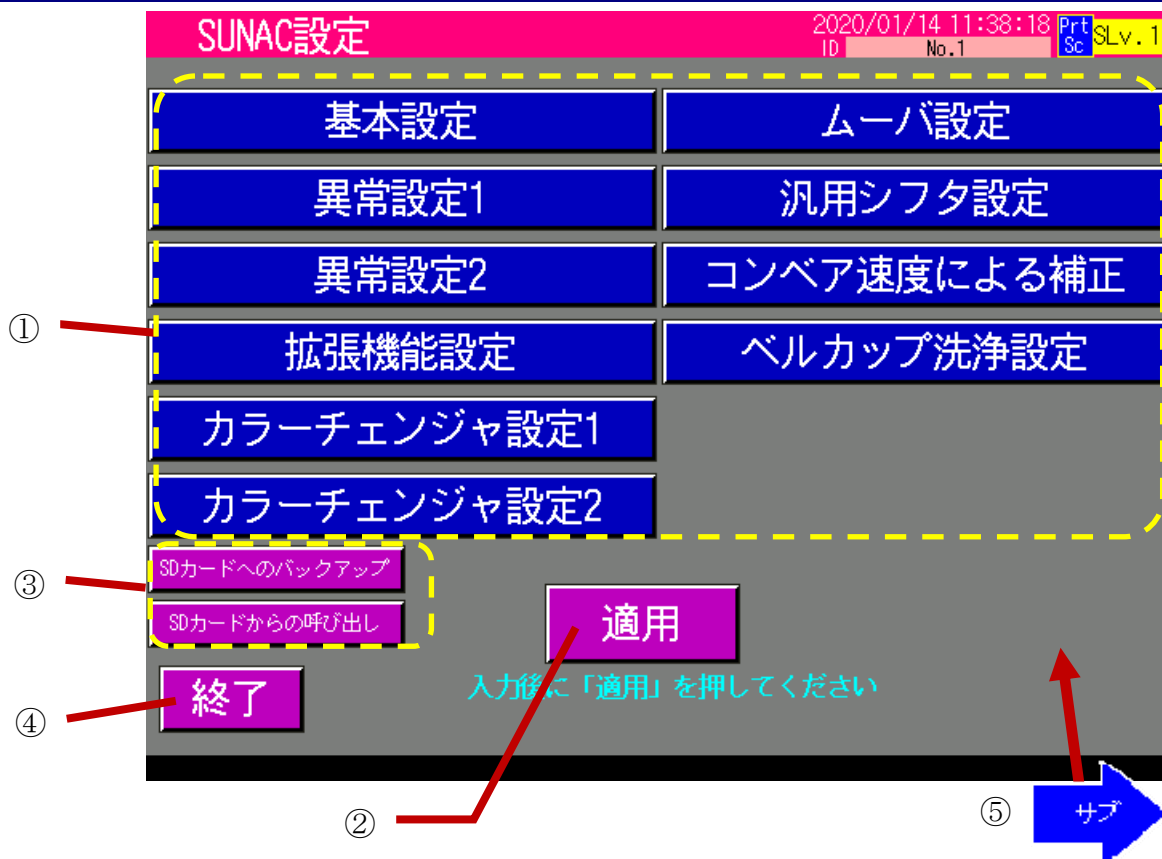 SUNAC設定
2020/01/14 11:38:18
ID No.1
Prt Sc
SLv.1
基本設定 ムーバ設定
異常設定1 汎用シフタ設定
異常設定2 コンベア速度による補正
① 拡張機能設定 ベルカップ洗浄設定
カラーチェンジャ設定1
カラーチェンジャ設定2
③ SDカードへのバックアップ
SDカードからの呼び出し
適用
④ 終了
入力後に「適用」を押してください
② ⑤ サブ